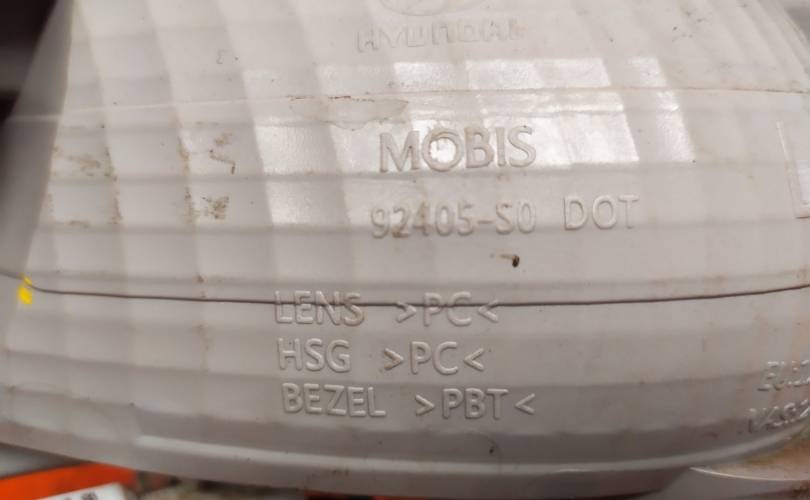 HYUNDAI
MOBIS
92405-S0 DOT
LENS >PC<
HSG >PC<
BEZEL >PBT<